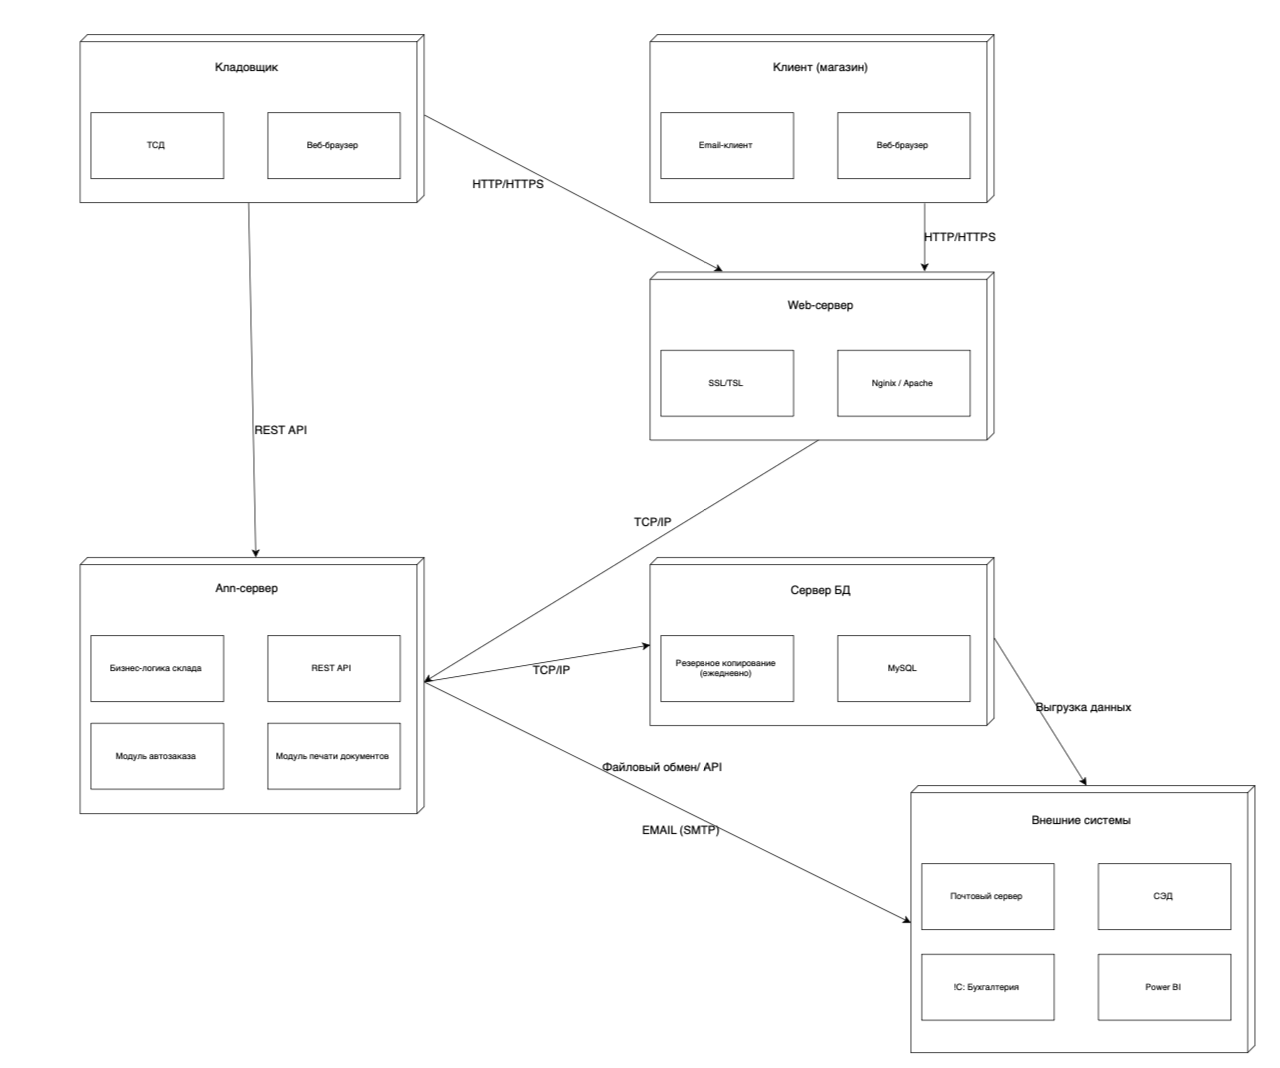 Кладовщик
ТСД
Веб-браузер
Клиент (магазин)
Email-клиент
Веб-браузер
HTTP/HTTPS
HTTP/HTTPS
Web-сервер
SSL/TSL
Nginix / Apache
REST API
TCP/IP
Апп-сервер
Бизнес-логика склада
REST API
Модуль автозаказа
Модуль печати документов
TCP/IP
Сервер БД
Резервное копирование
(ежедневно)
MySQL
Выгрузка данных
Файловый обмен/ API
EMAIL (SMTP)
Внешние системы
Почтовый сервер
СЭД
!С: Бухгалтерия
Power BI